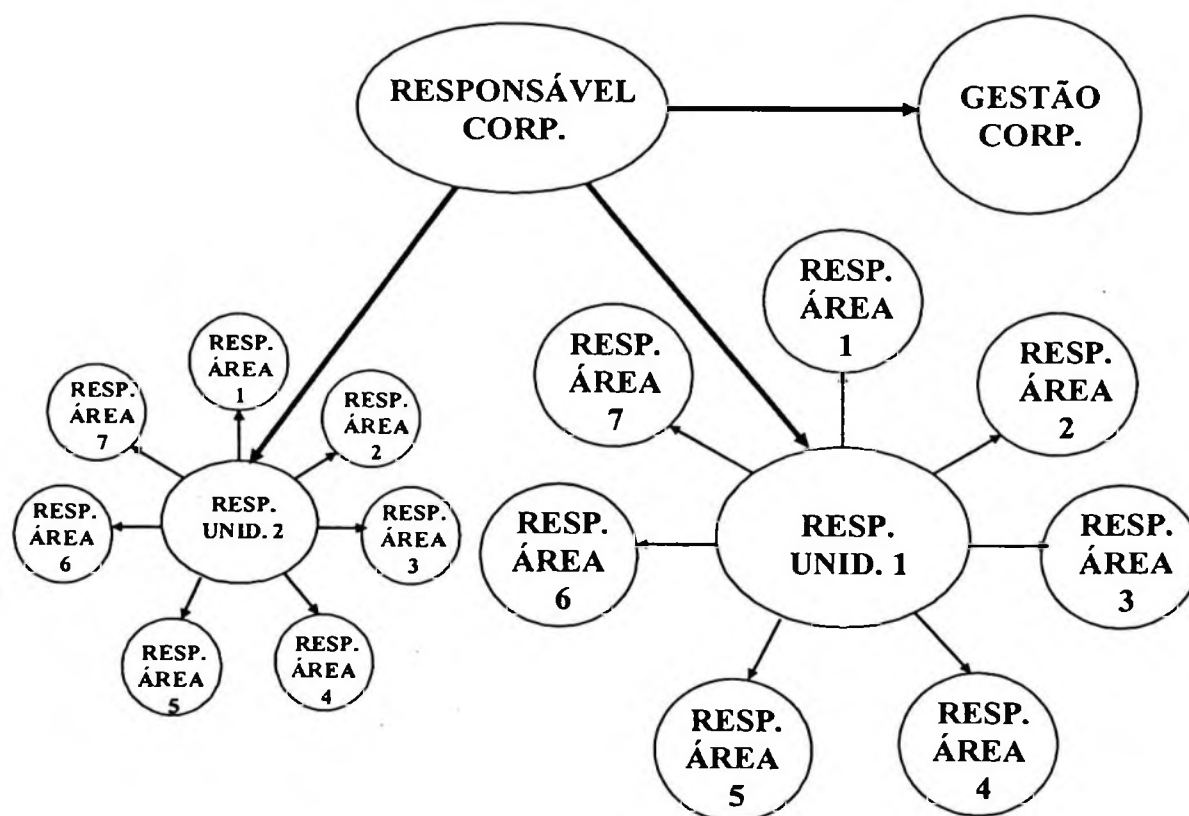 RESPONSÁVEL
CORP.
GESTÃO
CORP.
RESP.
ÁREA
1
RESP.
ÁREA
2
RESP.
ÁREA
3
RESP.
ÁREA
4
RESP.
ÁREA
5
RESP.
ÁREA
6
RESP.
ÁREA
7
RESP.
UNID. 2
RESP.
ÁREA
1
RESP.
ÁREA
2
RESP.
ÁREA
3
RESP.
ÁREA
4
RESP.
ÁREA
5
RESP.
ÁREA
6
RESP.
ÁREA
7
RESP.
UNID. 1